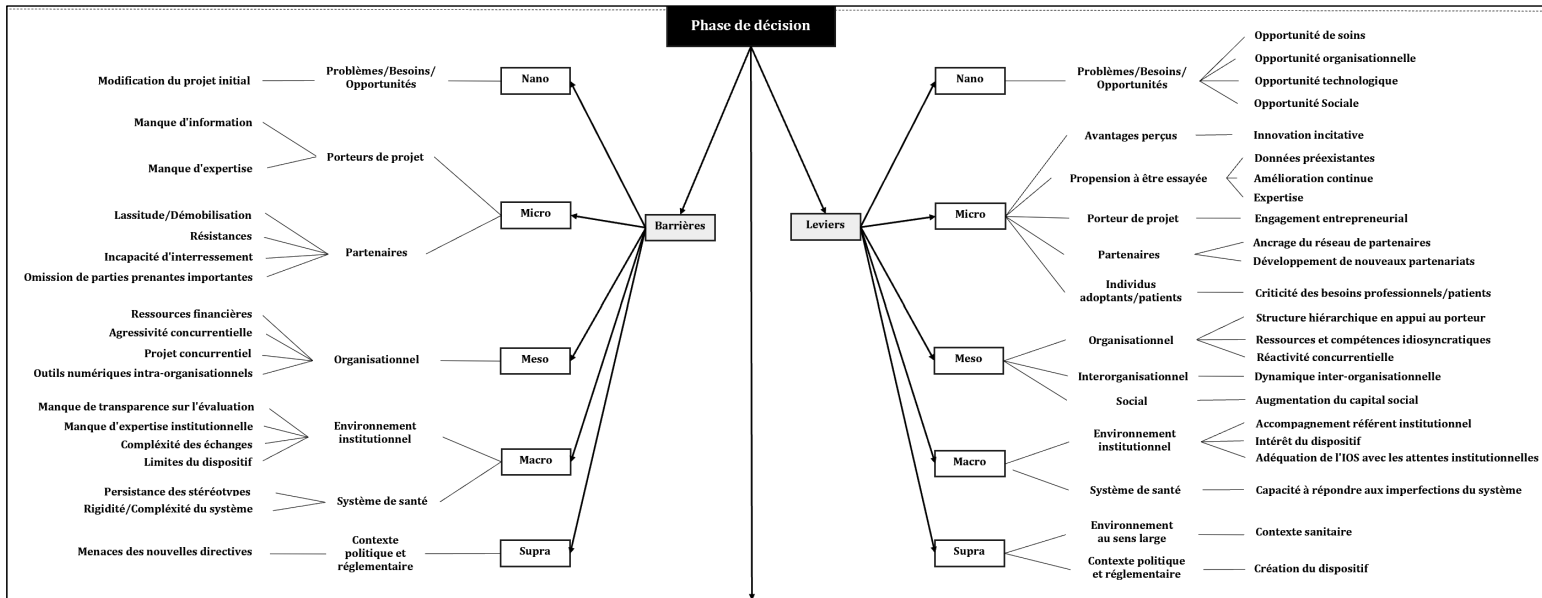 Phase de décision
Barrières
Nano
Problèmes/Besoins/
Opportunités
Modification du projet initial
Micro
Porteurs de projet
Manque d'information
Manque d'expertise
Partenaires
Lassitude/Démobilisation
Résistances
Incapacité d'interressement
Omission de parties prenantes importantes
Meso
Organisationnel
Ressources financières
Agressivité concurrentielle
Projet concurrentiel
Outils numériques intra-organisationnels
Macro
Environnement
institutionnel
Manque de transparence sur l'évaluation
Manque d'expertise institutionnelle
Compléxité des échanges
Limites du dispositif
Système de santé
Persistance des stéréotypes
Rigidité/Compléxité du système
Supra
Contexte
politique et
réglementaire
Menaces des nouvelles directives
Leviers
Nano
Problèmes/Besoins/
Opportunités
Opportunité de soins
Opportunité organisationnelle
Opportunité technologique
Opportunité Sociale
Micro
Avantages perçus
Innovation incitative
Propension à être essayée
Données préexistantes
Amélioration continue
Expertise
Porteur de projet
Engagement entrepreneurial
Partenaires
Ancrage du réseau de partenaires
Développement de nouveaux partenariats
Individus
adoptants/patients
Criticité des besoins professionnels/patients
Meso
Organisationnel
Structure hiérarchique en appui au porteur
Ressources et compétences idiosyncratiques
Réactivité concurrentielle
Interorganisationnel
Dynamique inter-organisationnelle
Social
Augmentation du capital social
Macro
Environnement
institutionnel
Accompagnement référent institutionnel
Intérêt du dispositif
Adéquation de l'IOS avec les attentes institutionnelles
Système de santé
Capacité à répondre aux imperfections du système
Supra
Environnement
au sens large
Contexte sanitaire
Contexte politique
et réglementaire
Création du dispositif